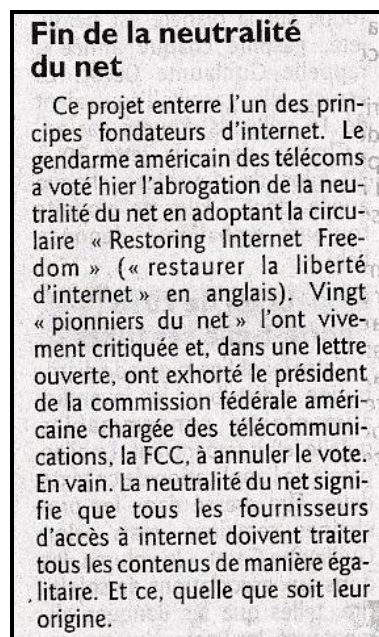 Fin de la neutralité
du net
Ce projet enterre l'un des prin-
cipes fondateurs d'internet. Le
gendarme américain des télécoms
a voté hier l'abrogation de la neu-
tralité du net en adoptant la circu-
laire « Restoring Internet Free-
dom » (« restaurer la liberté
d'internet » en anglais). Vingt
« pionniers du net » l'ont vive-
ment critiquée et, dans une lettre
ouverte, ont exhorté le président
de la commission fédérale améri-
caine chargée des télécommuni-
cations, la FCC, à annuler le vote.
En vain. La neutralité du net signi-
fie que tous les fournisseurs
d'accès à internet doivent traiter
tous les contenus de manière éga-
litaire. Et ce, quelle que soit leur
origine.